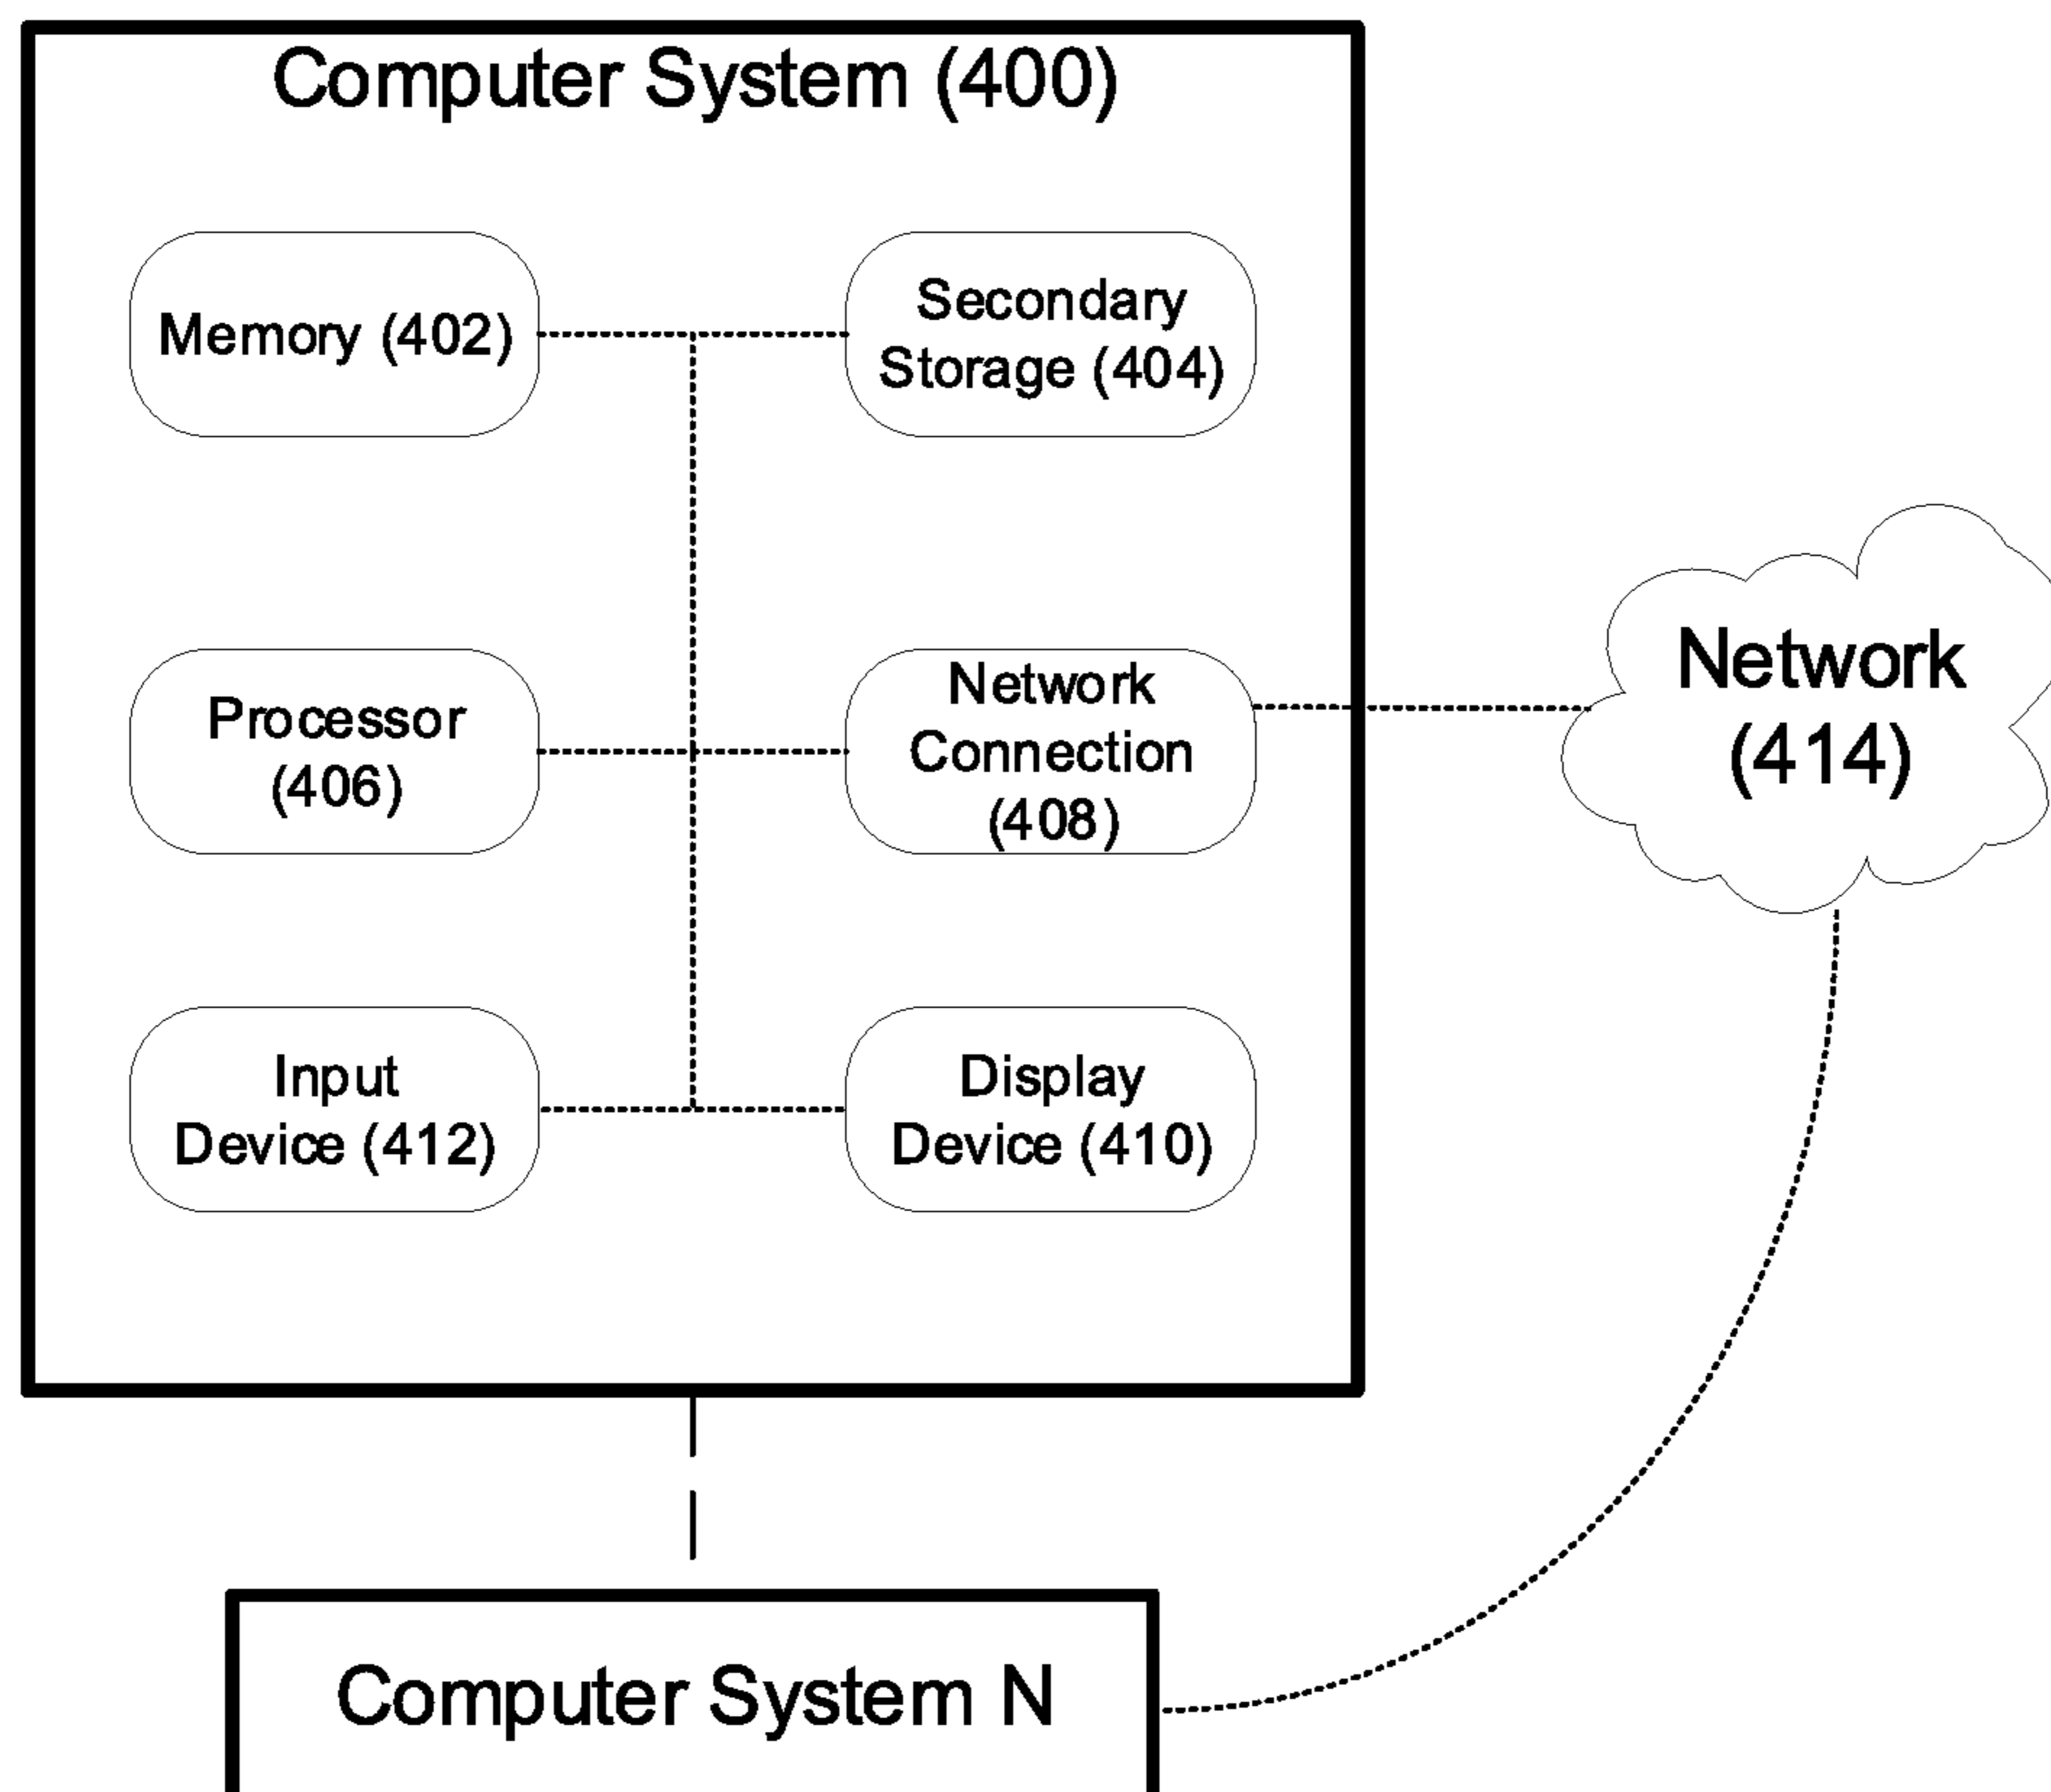 Computer System (400)
Memory (402)
Secondary
Storage (404)
Processor
(406)
Network
Connection
(408)
Network
(414)
Input
Device (412)
Display
Device (410)
Computer System N